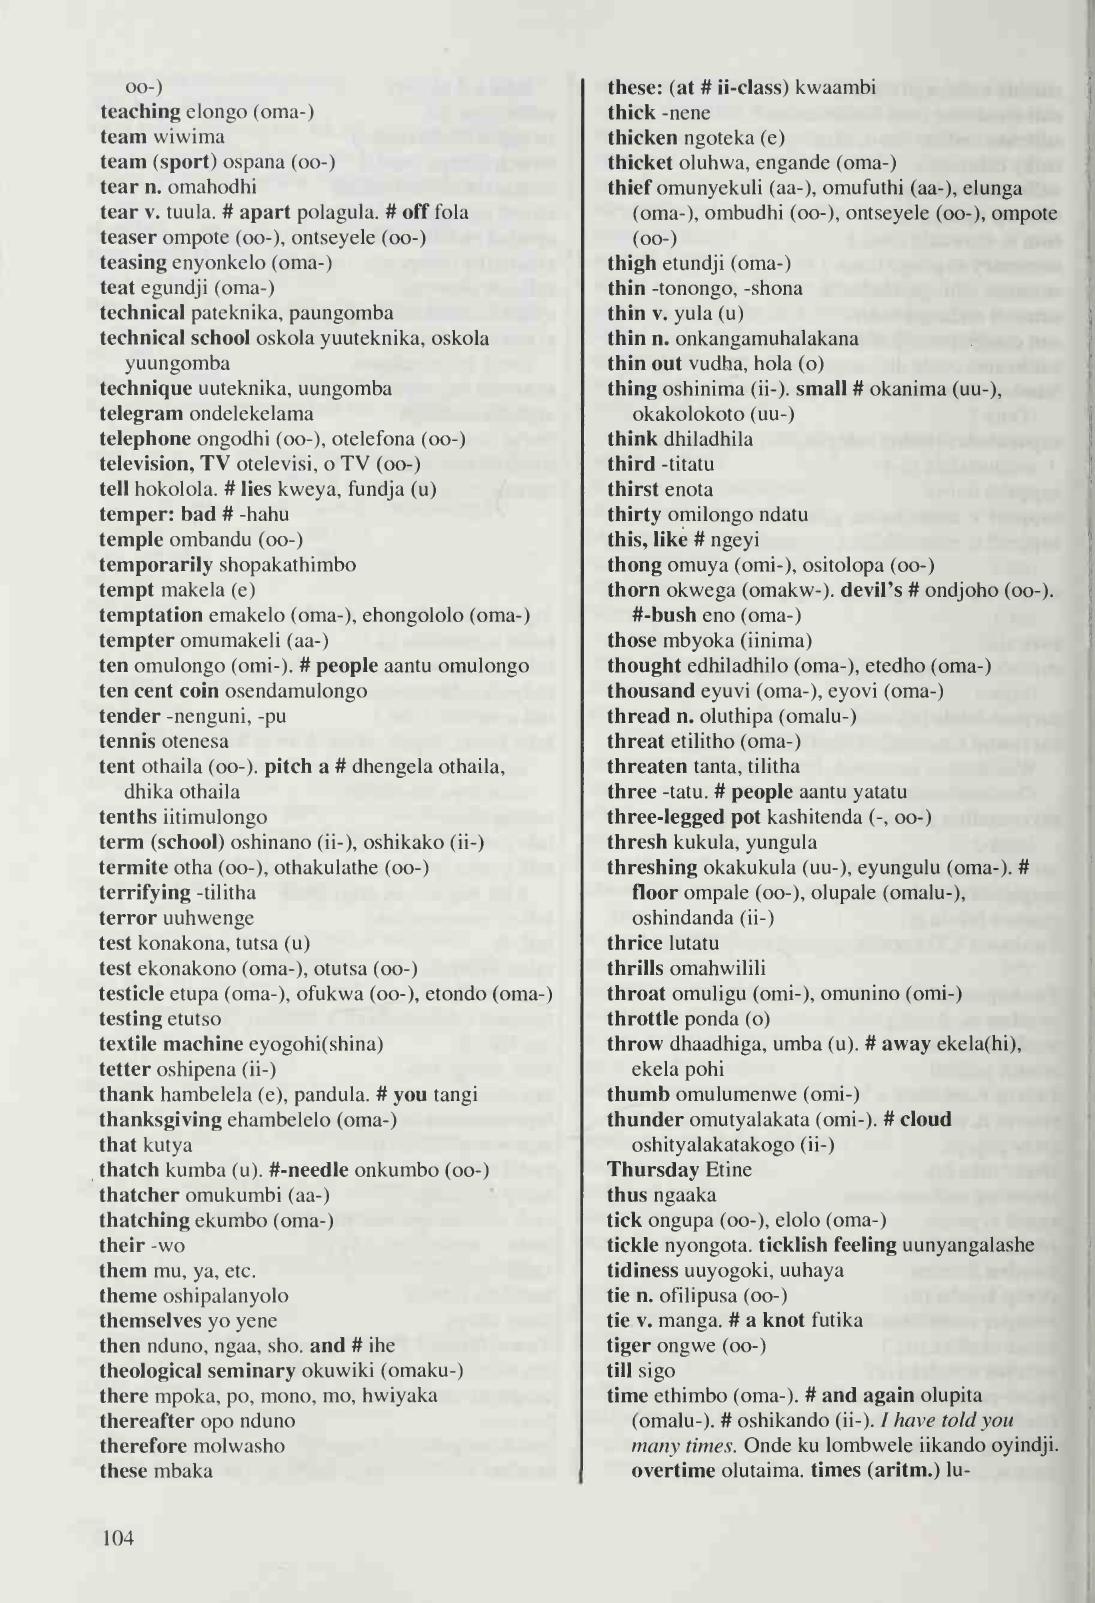 oo-)
teaching elongo (oma-)
team wiwima
team (sport) ospana (oo-)
tear n. omahodhi
tear v. tuula. # apart polagula. # off fola
teaser ompote (oo-), ontseyele (oo-)
teasing enyonkelo (oma-)
teat egundji (oma-)
technical pateknika, paungomba
technical school oskola yuuteknika, oskola
yuungomba
technique uuteknika, uungomba
telegram ondelekelama
telephone ongodhi (oo-), otelefona (oo-)
television, TV otelevisi, o TV (oo-)
tell hokolola. # lies kweya, fundja (u)
temper: bad # -hahu
temple ombandu (oo-)
temporarily shopakathimbo
tempt makela (e)
temptation emakelo (oma-), ehongololo (oma-)
tempter omumakeli (aa-)
ten omulongo (omi-). # people aantu omulongo
ten cent coin osendamulongo
tender -nenguni, -pu
tennis otenesa
tent othaila (oo-). pitch a # dhengela othaila,
dhika othaila
tenths iitimulongo
term (school) oshinano (ii-), oshikako (ii-)
termite otha (oo-), othakulathe (oo-)
terrifying -tilitha
terror uuhwenge
test konakona, tutsa (u)
test ekonakono (oma-), otutsa (oo-)
testicle etupa (oma-), ofukwa (oo-), etondo (oma-)
testing etutso
textile machine eyogohi(shina)
tetter oshipena (ii-)
thank hambelela (e), pandula. # you tangi
thanksgiving ehambelelo (oma-)
that kutya
thatch kumba (u). #-needle onkumbo (oo-)
thatcher omukumbi (aa-)
thatching ekumbo (oma-)
their -wo
them mu, ya, etc.
theme oshipalanyolo
themselves yo yene
then nduno, ngaa, sho. and # ihe
theological seminary okuwiki (omaku-)
there mpoka, po, mono, mo, hwiyaka
thereafter opo nduno
therefore molwasho
these mbaka
these: (at # ii-class) kwaambi
thick -nene
thicken ngoteka (e)
thicket oluhwa, engande (oma-)
thief omunyekuli (aa-), omufuthi (aa-), elunga
(oma-), ombudhi (oo-), ontseyele (oo-), ompote
(oo-)
thigh etundji (oma-)
thin -tonongo, -shona
thin v. yula (u)
thin n. onkangamuhalakana
thin out vudha, hola (o)
thing oshinima (ii-). small # okanima (uu-),
okakolokoto (uu-)
think dhiladhila
third -titatu
thirst enota
thirty omilongo ndatu
this, like # ngeyi
thong omuya (omi-), ositolopa (oo-)
thorn okwega (omakw-). devil's # ondjoho (oo-).
#-bush eno (oma-)
those mbyoka (iinima)
thought edhiladhilo (oma-), etedho (oma-)
thousand eyuvi (oma-), eyovi (oma-)
thread n. oluthipa (omalu-)
threat etilitho (oma-)
threaten tanta, tilitha
three -tatu. # people aantu yatatu
three-legged pot kashitenda (-, oo-)
thresh kukula, yungula
threshing okakukula (uu-), eyungulu (oma-). #
floor ompale (oo-), olupale (omalu-),
oshindanda (ii-)
thrice lutatu
thrills omahwilili
throat omuligu (omi-), omunino (omi-)
throttle ponda (o)
throw dhaadhiga, umba (u). # away ekela(hi),
ekela pohi
thumb omulumenwe (omi-)
thunder omutyalakata (omi-). # cloud
oshityalakatakogo (ii-)
Thursday Etine
thus ngaaka
tick ongupa (oo-), elolo (oma-)
tickle nyongota. ticklish feeling uunyangalashe
tidiness uuyogoki, uuhaya
tie n. ofilipusa (oo-)
tie v. manga. # a knot futika
tiger ongwe (oo-)
till sigo
time ethimbo (oma-). # and again olupita
(omalu-). # oshikando (ii-). I have told you
many times. Onde ku lombwele iikando oyindji.
overtime olutaima. times (aritm.) lu-
104